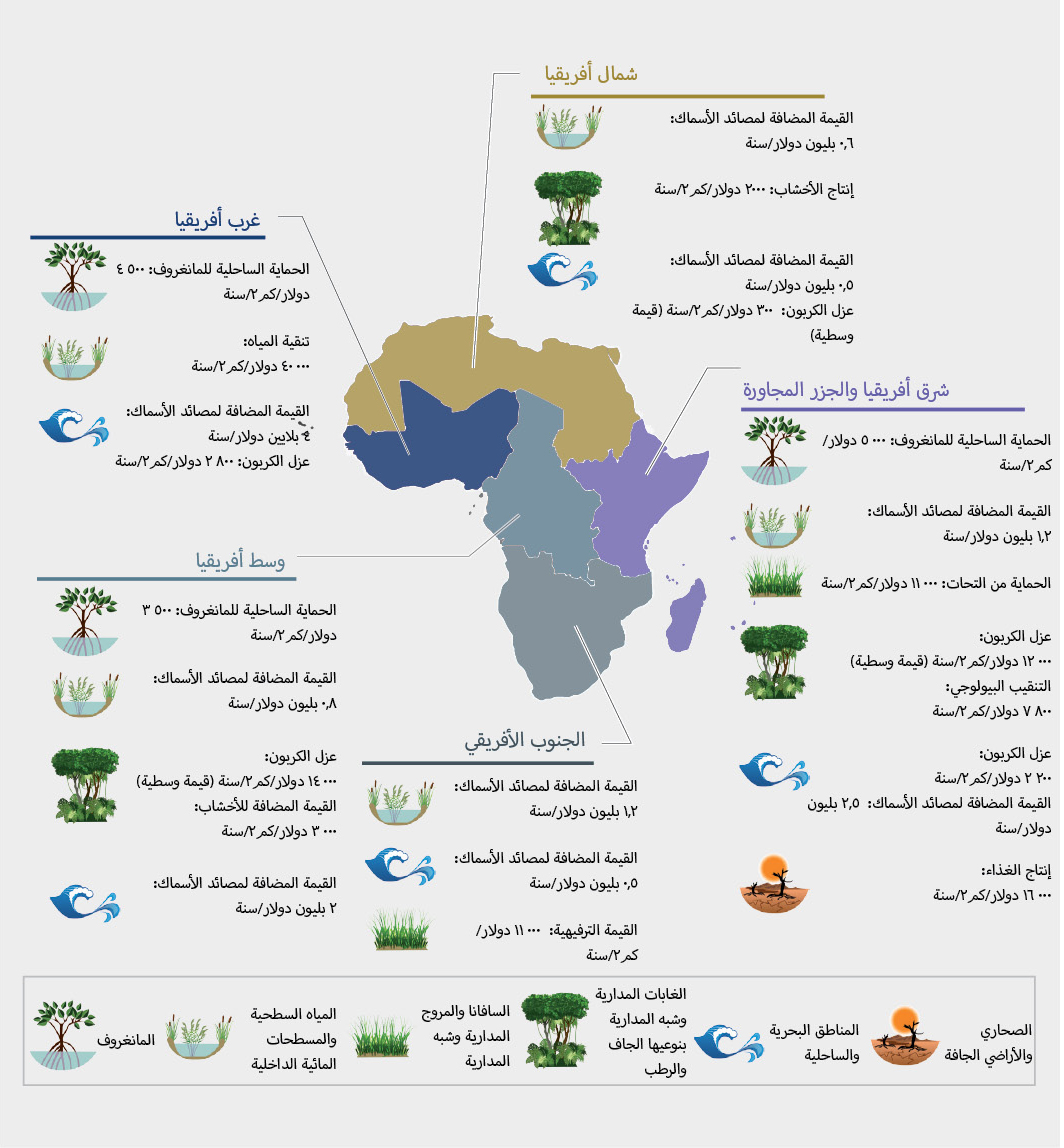 شمال أفريقيا
القيمة المضافة لمصائد الأسماك:
٠,٦ بليون دولار/سنة
إنتاج الأخشاب: ٢٠٠٠ دولار/كم٢/سنة
القيمة المضافة لمصائد الأسماك:
٠,٥ بليون دولار/سنة
عزل الكربون: ٣٠٠ دولار/كم٢/سنة (قيمة
وسطية)
غرب أفريقيا
الحماية الساحلية للمانغروف: ٥٠٠ ٤
دولار/كم٢/سنة
تنقية المياه:
٤٠ ٠٠٠ دولار/كم٢/سنة
القيمة المضافة لمصائد الأسماك:
٤ بلايين دولار/سنة
عزل الكربون: ٨٠٠ ٢ دولار/كم٢/سنة
شرق أفريقيا والجزر المجاورة
الحماية الساحلية للمانغروف: ٠٠٠ ٥ دولار/
كم٢/سنة
القيمة المضافة لمصائد الأسماك:
١,٢ بليون دولار/سنة
الحماية من التحات: ٠٠٠ ١١ دولار/كم٢/سنة
عزل الكربون:
٠٠٠ ١٢ دولار/كم٢/سنة (قيمة وسطية)
التنقيب البيولوجي:
٨٠٠ ٧ دولار/كم٢/سنة
عزل الكربون:
٢٠٠ ٢ دولار/كم٢/سنة
القيمة المضافة لمصائد الأسماك: ٢,٥ بليون
دولار/سنة
إنتاج الغذاء:
٠٠٠ ١٦ دولار/كم٢/سنة
وسط أفريقيا
الحماية الساحلية للمانغروف: ٥٠٠ ٣
دولار/كم٢/سنة
القيمة المضافة لمصائد الأسماك:
٠,٨ بليون دولار/سنة
عزل الكربون:
٠٠٠ ١٤ دولار/كم٢/سنة (قيمة وسطية)
القيمة المضافة للأخشاب:
٠٠٠ ٣ دولار/كم٢/سنة
القيمة المضافة لمصائد الأسماك:
٢ بليون دولار/سنة
الجنوب الأفريقي
القيمة المضافة لمصائد الأسماك:
١,٢ بليون دولار/سنة
القيمة المضافة لمصائد الأسماك:
٠,٥ بليون دولار/سنة
القيمة الترفيهية: ٠٠٠ ١١ دولار/
كم٢/سنة
الصحاري
والأراضي الجافة
المناطق البحرية
والساحلية
الغابات المدارية
وشبه المدارية
بنوعيها الجاف
والرطب
السافانا والمروج
المدارية وشبه
المدارية
المياه السطحية
والمسطحات
المائية الداخلية
المانغروف